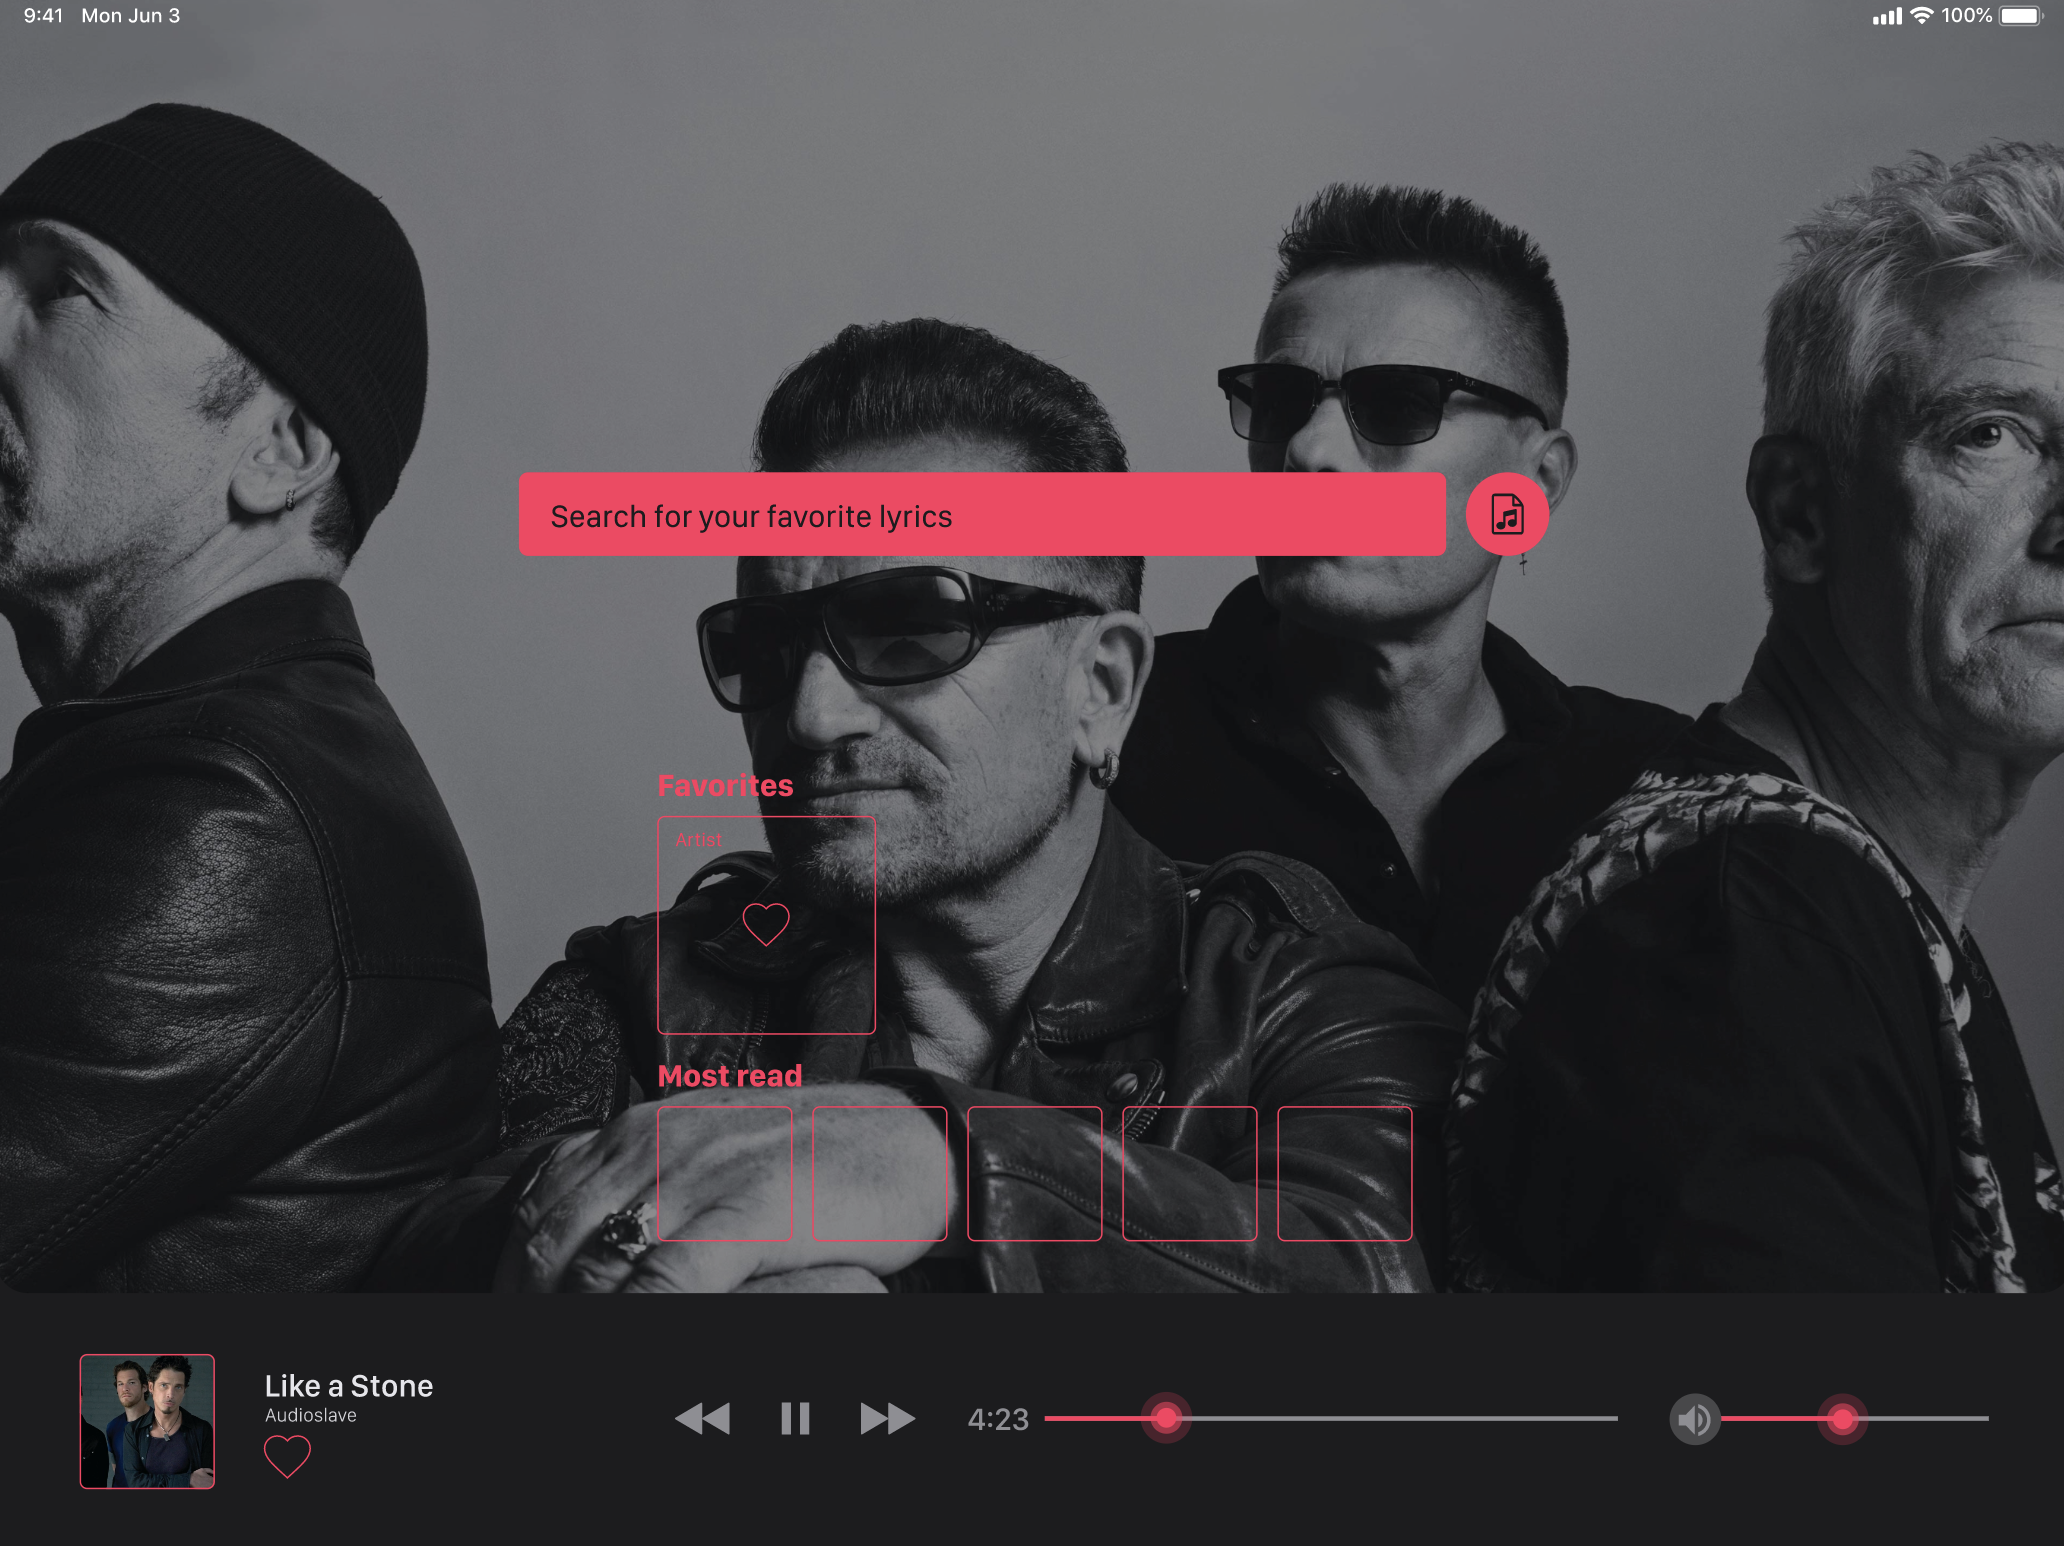 9:41 Mon Jun 3
100%
Search for your favorite lyrics
Favorites
Artist
Most read
Like a Stone
Audioslave
4:23